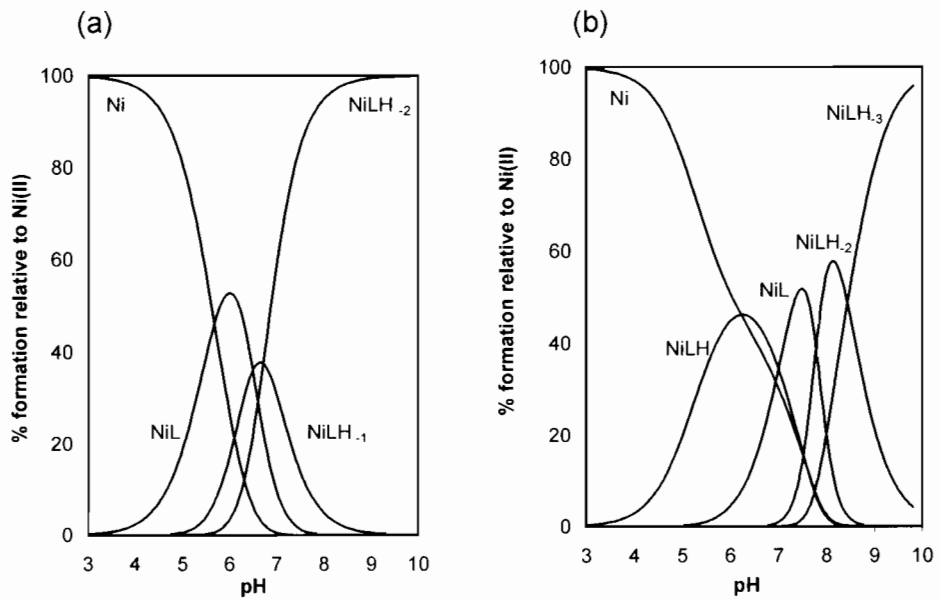 (a)
% formation relative to Ni(II)
100
80
60
40
20
0
Ni
NiLH-2
NiL
NiLH-1
3 4 5 6 7 8 9 10
pH
(b)
% formation relative to Ni(II)
100
80
60
40
20
0
Ni
NiLH-3
NiLH-2
NiL
NiLH
3 4 5 6 7 8 9 10
pH